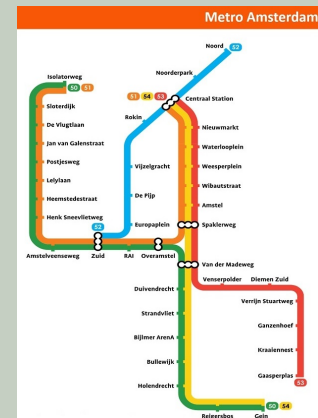 Metro Amsterdam
Noord 52
Isolatorweg
Noorderpark
50 51
51 54 53
Centraal Station
Sloterdijk
Rokin
De Vlugtlaan
Nieuwmarkt
Jan van Galenstraat
Waterlooplein
Postjesweg
Vijzelgracht
Weesperplein
Lelylaan
Wibautstraat
De Pijp
Heemstedestraat
Amstel
Henk Sneevlietweg
52
Europaplein
Spaklerweg
Amstelveenseweg
Zuid
RAI
Overamstel
Van der Madeweg
Venserpolder
Diemen Zuid
Duivendrecht
Verrijn Stuartweg
Strandvliet
Ganzenhoef
Bijlmer ArenA
Kraaiennest
Bullewijk
Gaasperplas
53
Holendrecht
50 54
Reigersbos
Gein